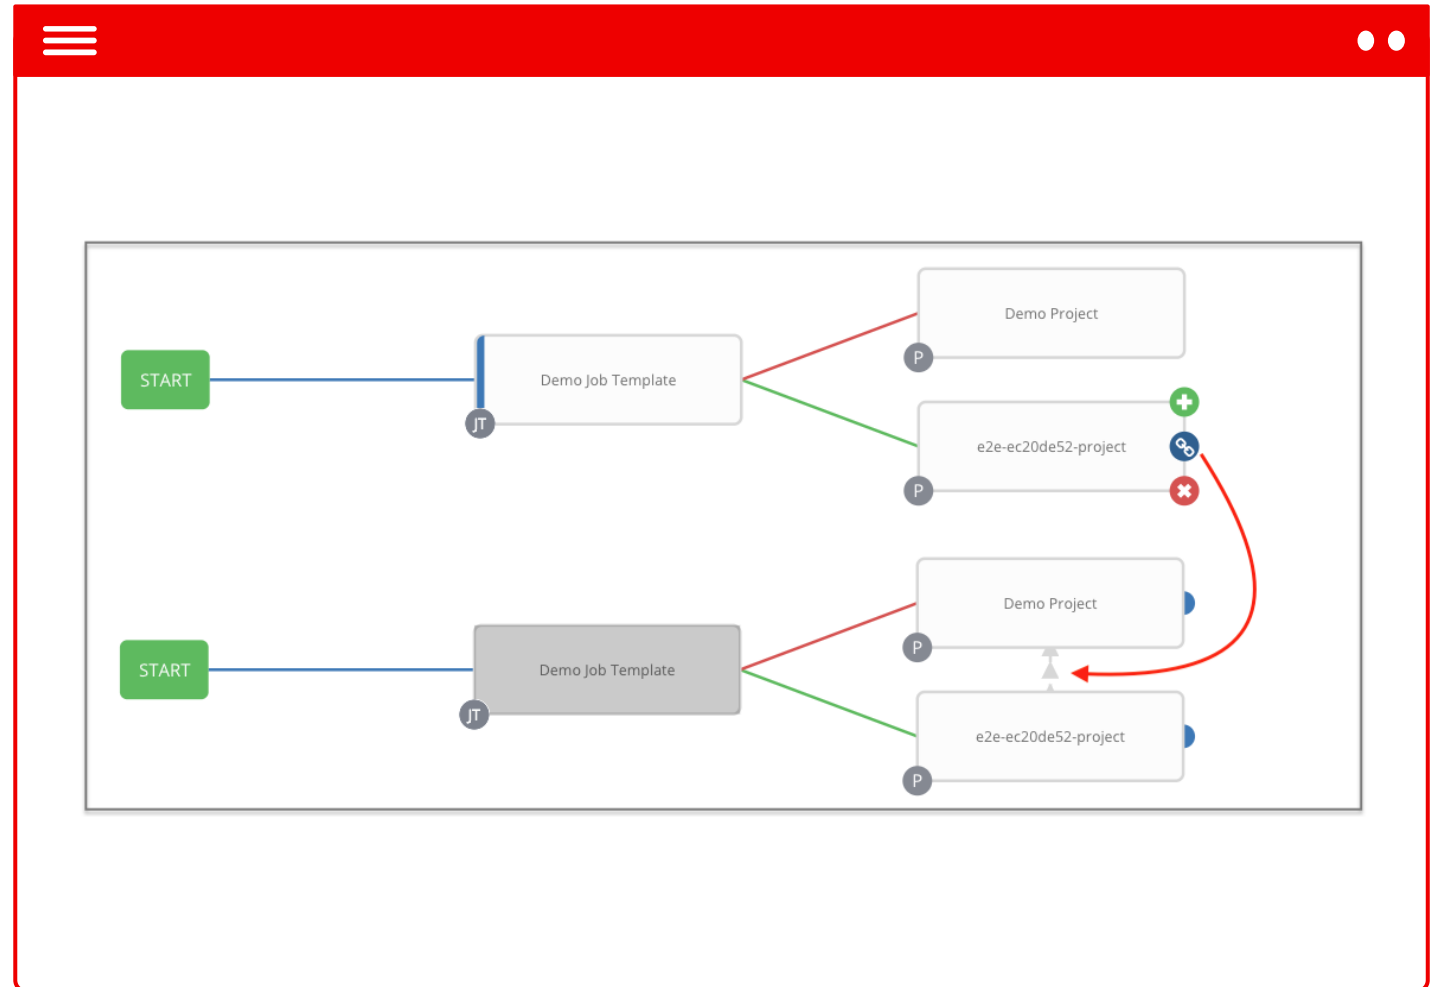 Demo Project
P
START
Demo Job Template
JT
e2e-ec20de52-project
P
Demo Project
P
START
Demo Job Template
JT
e2e-ec20de52-project
P